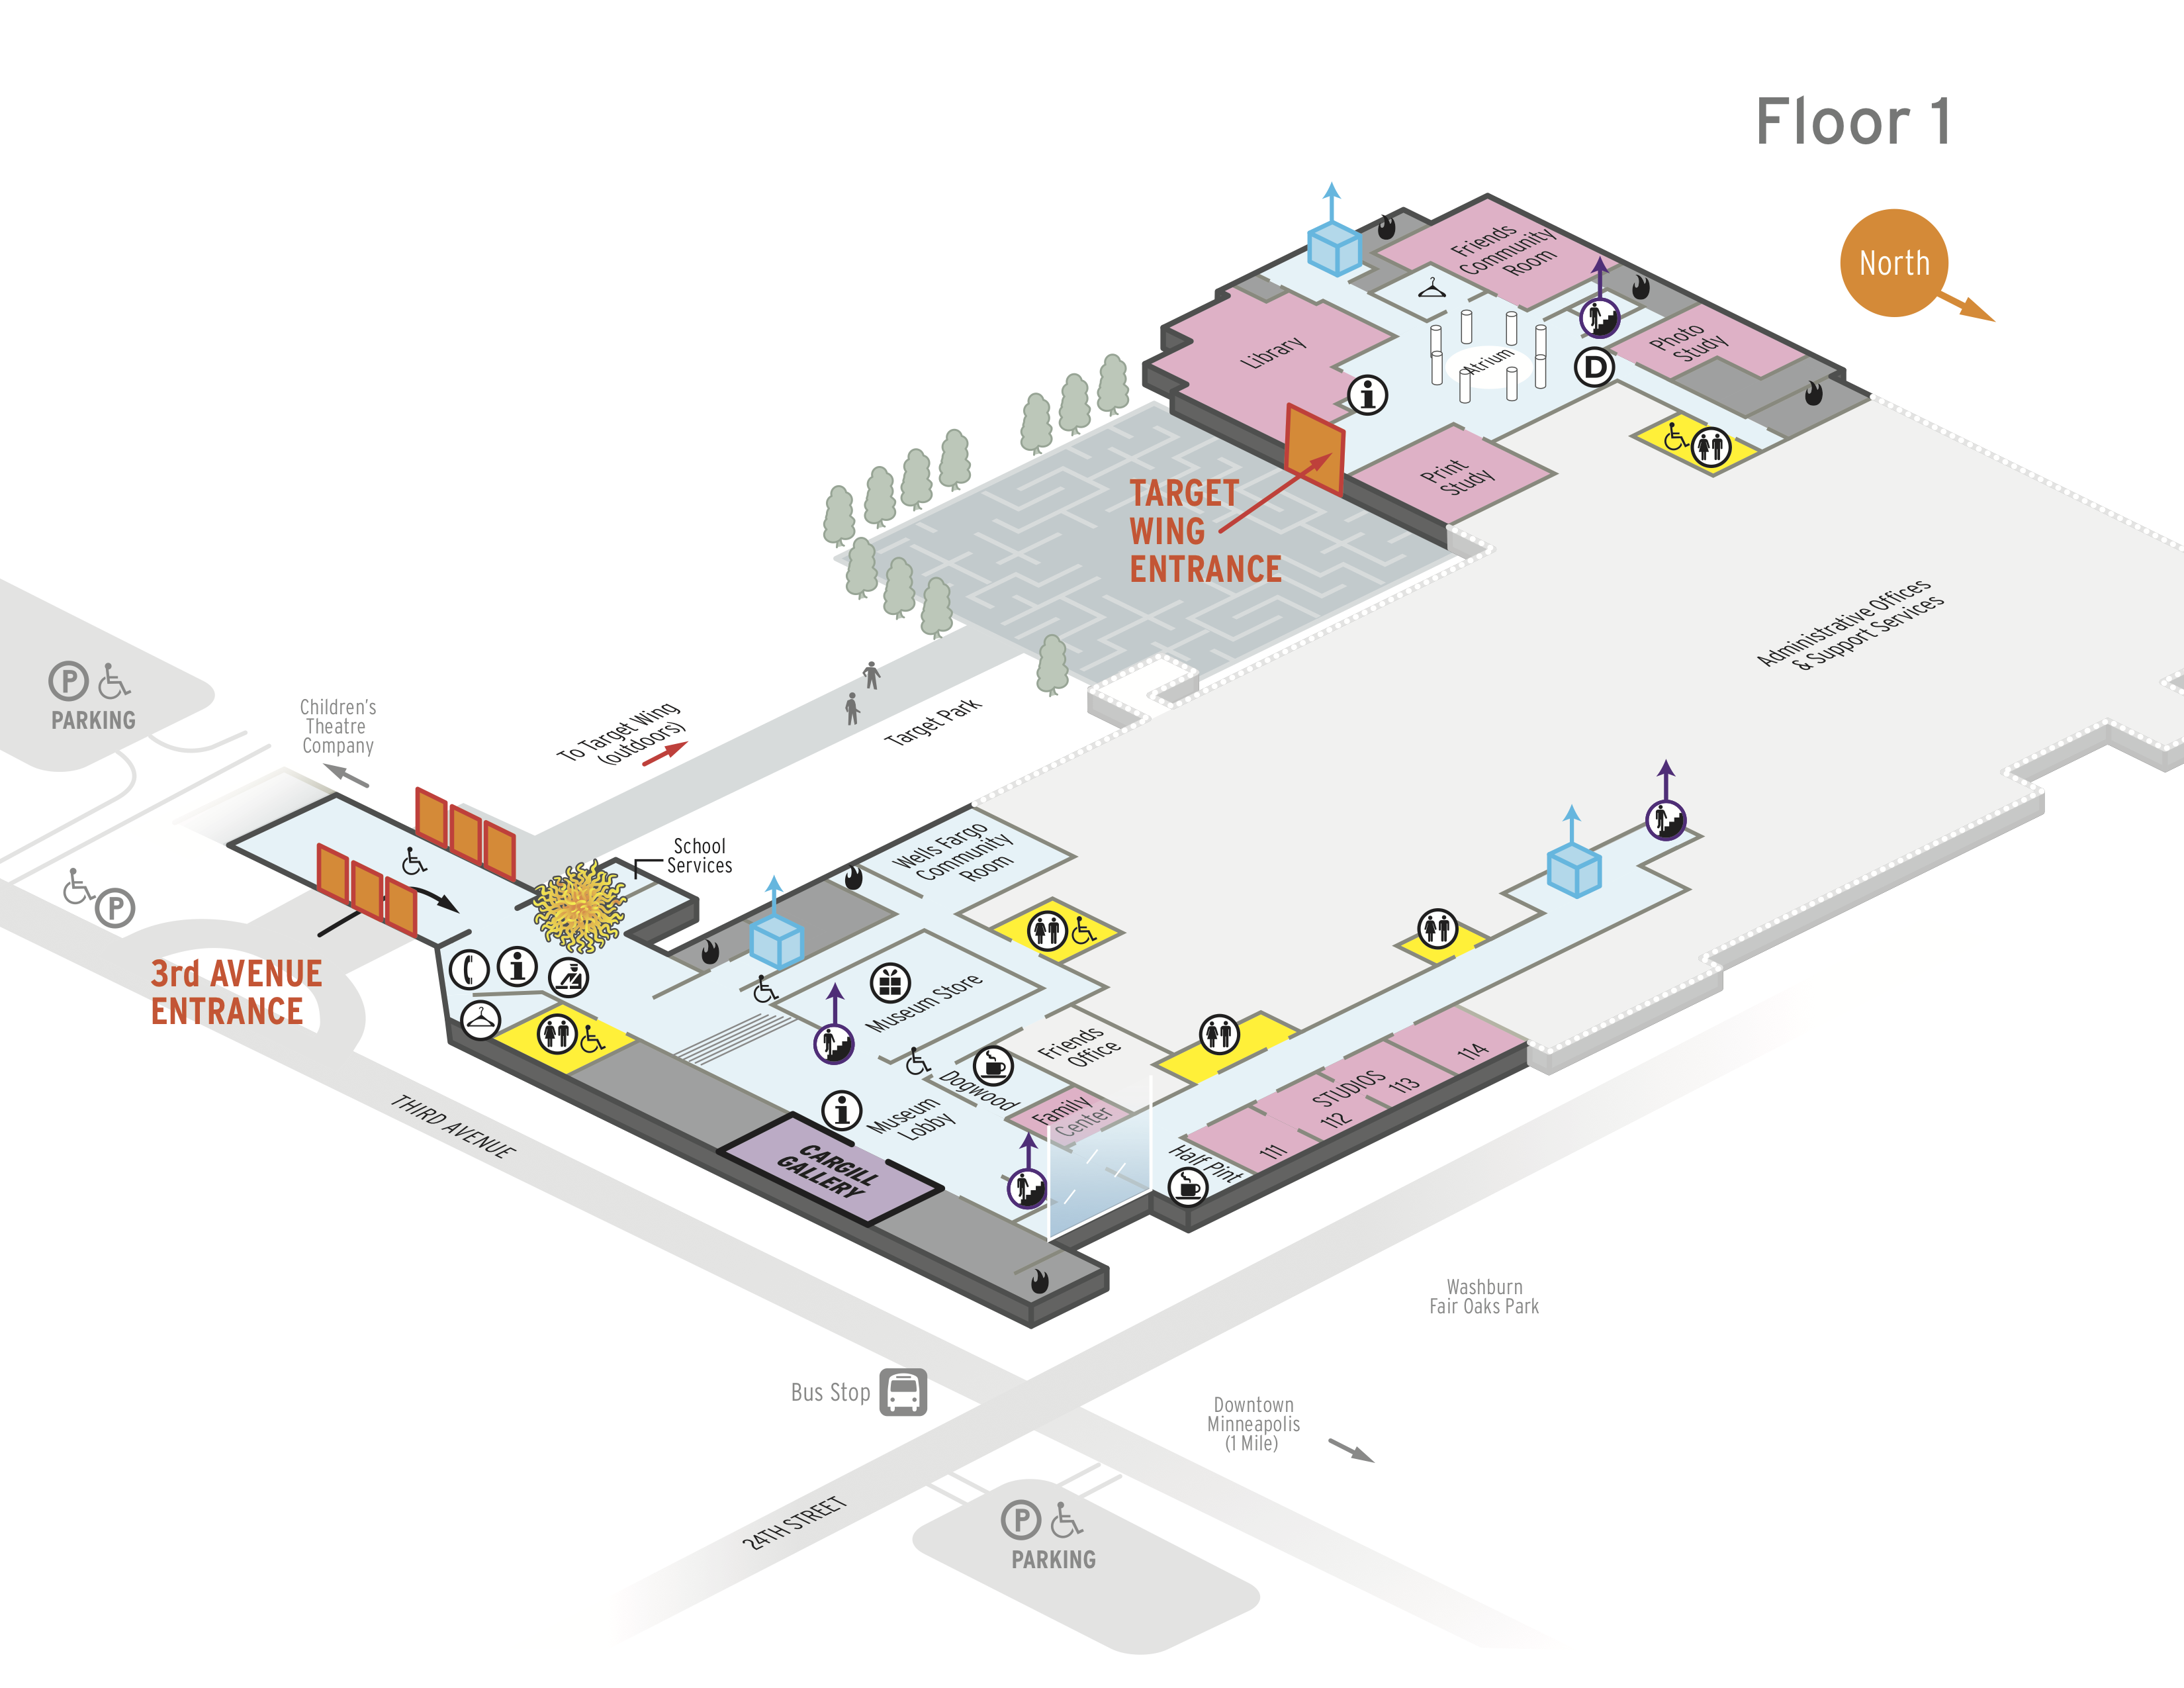 Floor 1
North
Friends
Community
Room
Library
Atrium
Photo
Study
D
Print
Study
TARGET
WING
ENTRANCE
Administrative Offices
& Support Services
P
PARKING
Children's
Theatre
Company
To Target Wing
(outdoors)
Target Park
School
Services
Wells Fargo
Community
Room
P
3rd AVENUE
ENTRANCE
i
i
i
Museum Store
Friends
Office
Dogwood
Museum
Lobby
Family
Center
CARGILL
GALLERY
Half Pint
STUDIOS
111
112
113
114
THIRD AVENUE
Washburn
Fair Oaks Park
Bus Stop
Downtown
Minneapolis
(1 Mile)
24TH STREET
P
PARKING